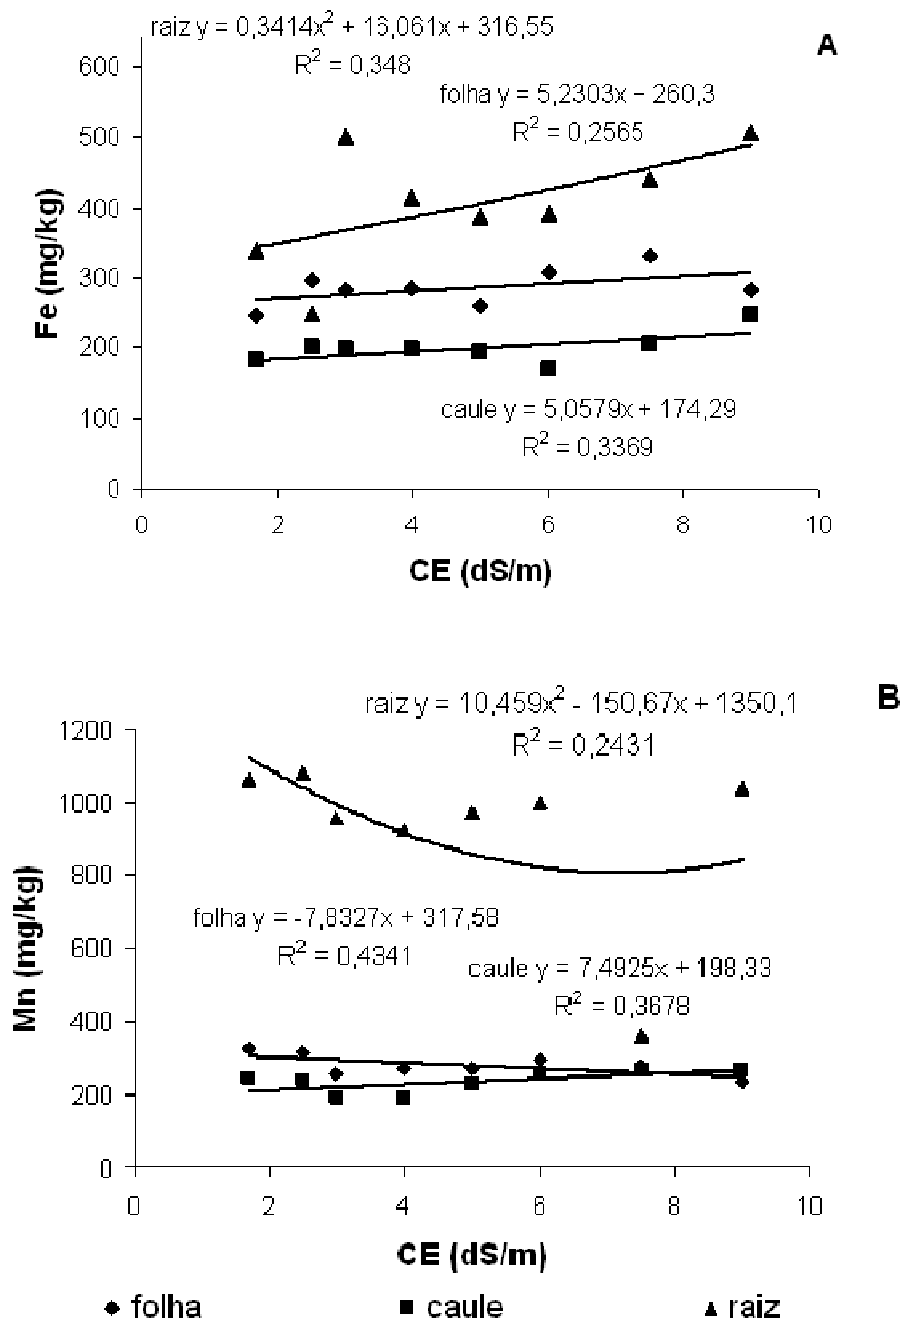 raiz y = 0,3414x² + 16,061x + 316,55
R² = 0,348
A
folha y = 5,2303x – 260,3
R² = 0,2565
600
500
400
300
200
100
0
Fe (mg/kg)
caule y = 5,0579x + 174,29
R² = 0,3369
0 2 4 6 8 10
CE (dS/m)
B
raiz y = 10,459x² - 150,67x + 1350,1
R² = 0,2431
1200
1000
800
600
400
200
0
Mn (mg/kg)
folha y = -7,8327x + 317,58
R² = 0,4341
caule y = 7,4925x + 198,33
R² = 0,3678
0 2 4 6 8 10
CE (dS/m)
folha caule raiz